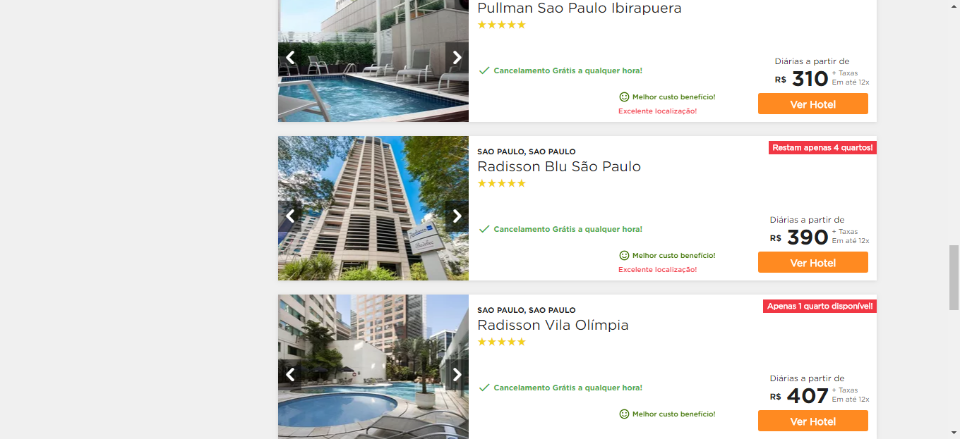 Pullman Sao Paulo Ibirapuera
Cancelamento Grátis a qualquer hora!
Melhor custo benefício!
Excelente localização!
Diárias a partir de
R$ 310 + Taxas
Em até 12x
Ver Hotel
Restam apenas 4 quartos!
SAO PAULO, SAO PAULO
Radisson Blu São Paulo
Cancelamento Grátis a qualquer hora!
Melhor custo benefício!
Excelente localização!
Diárias a partir de
R$ 390 + Taxas
Em até 12x
Ver Hotel
Apenas 1 quarto disponível!
SAO PAULO, SAO PAULO
Radisson Vila Olímpia
Cancelamento Grátis a qualquer hora!
Melhor custo benefício!
Diárias a partir de
R$ 407 + Taxas
Em até 12x
Ver Hotel